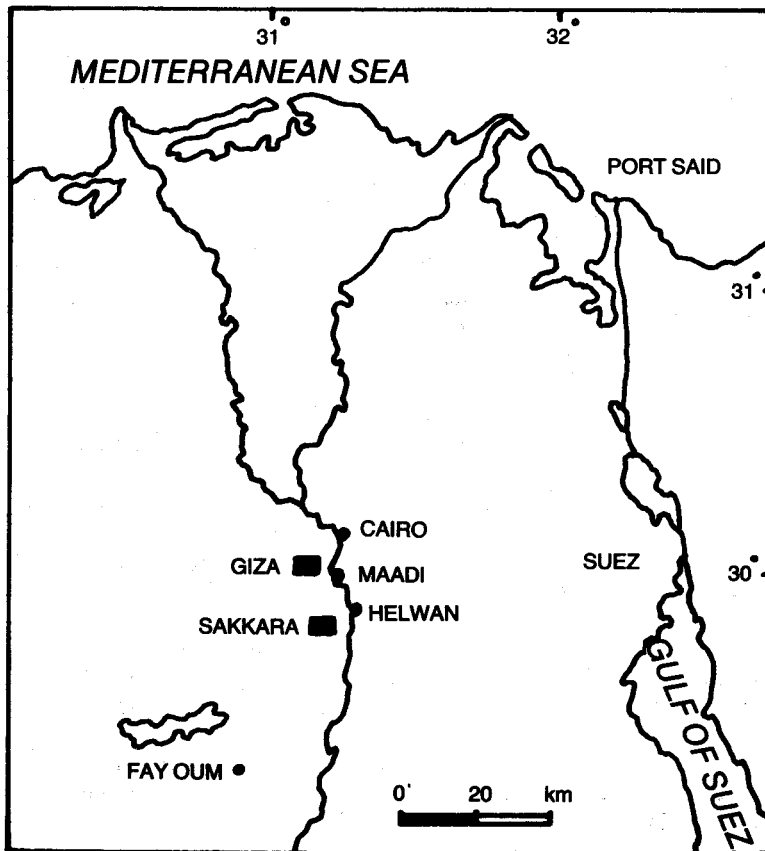 31°
32°
MEDITERRANEAN SEA
PORT SAID
31°
CAIRO
GIZA
MAADI
SUEZ
30°
HELWAN
SAKKARA
GULF OF SUEZ
FAY OUM
0 20 km